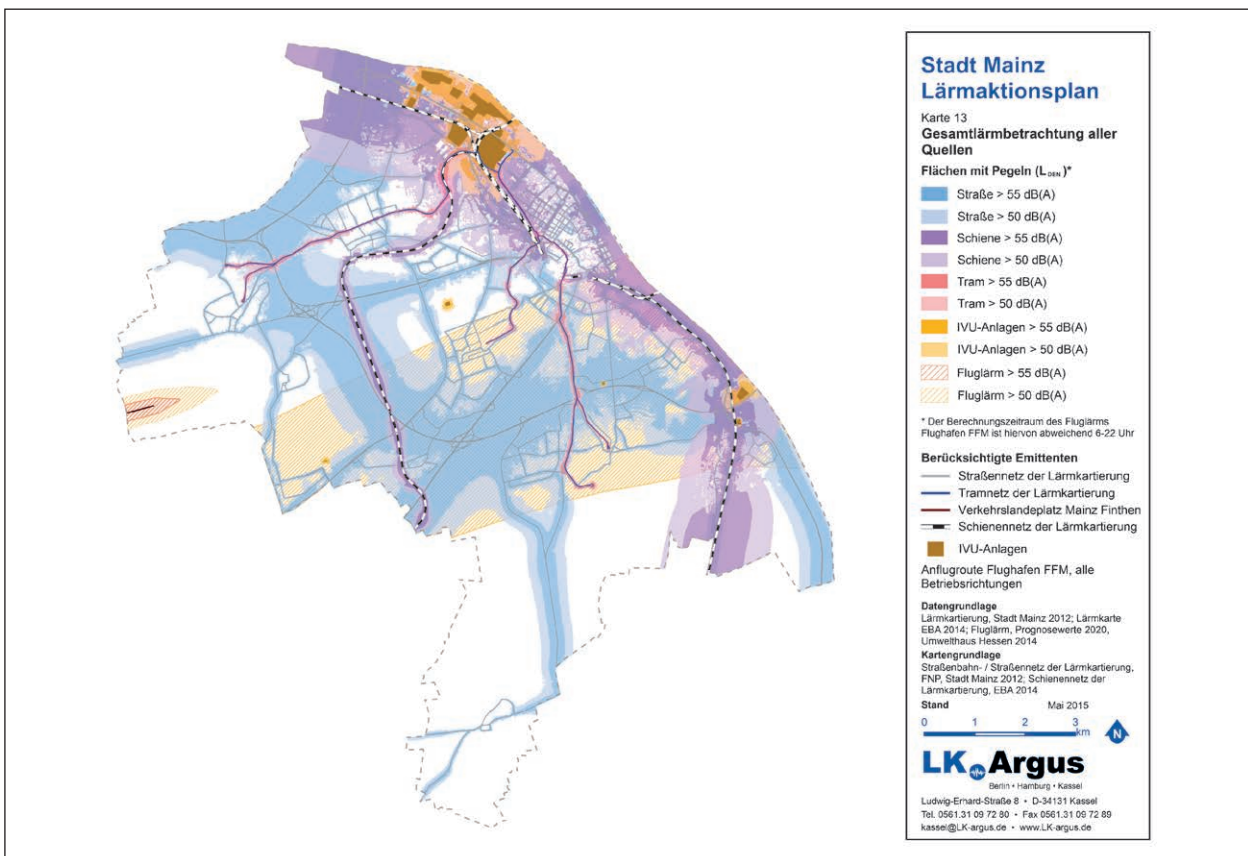 Stadt Mainz
Lärmaktionsplan
Karte 13
Gesamtlärmbetrachtung aller
Quellen
Flächen mit Pegeln (LDEN)*
Straße > 55 dB(A)
Straße > 50 dB(A)
Schiene > 55 dB(A)
Schiene > 50 dB(A)
Tram > 55 dB(A)
Tram > 50 dB(A)
IVU-Anlagen > 55 dB(A)
IVU-Anlagen > 50 dB(A)
Fluglärm > 55 dB(A)
Fluglärm > 50 dB(A)
* Der Berechnungszeitraum des Fluglärms
Flughafen FFM ist hiervon abweichend 6-22 Uhr
Berücksichtigte Emittenten
Straßennetz der Lärmkartierung
Tramnetz der Lärmkartierung
Verkehrslandeplatz Mainz Finthen
Schienennetz der Lärmkartierung
IVU-Anlagen
Anflugroute Flughafen FFM, alle
Betriebsrichtungen
Datengrundlage
Lärmkartierung, Stadt Mainz 2012; Lärmkarte
EBA 2014; Fluglärm, Prognosewerte 2020,
Umwelthaus Hessen 2014
Kartengrundlage
Straßenbahn- / Straßennetz der Lärmkartierung,
FNP, Stadt Mainz 2012; Schienennetz der
Lärmkartierung, EBA 2014
Stand Mai 2015
0 1 2 3
km
N
LK Argus
Berlin • Hamburg • Kassel
Ludwig-Erhard-Straße 8 • D-34131 Kassel
Tel. 0561.31 09 72 80 • Fax 0561.31 09 72 89
kassel@LK-argus.de • www.LK-argus.de